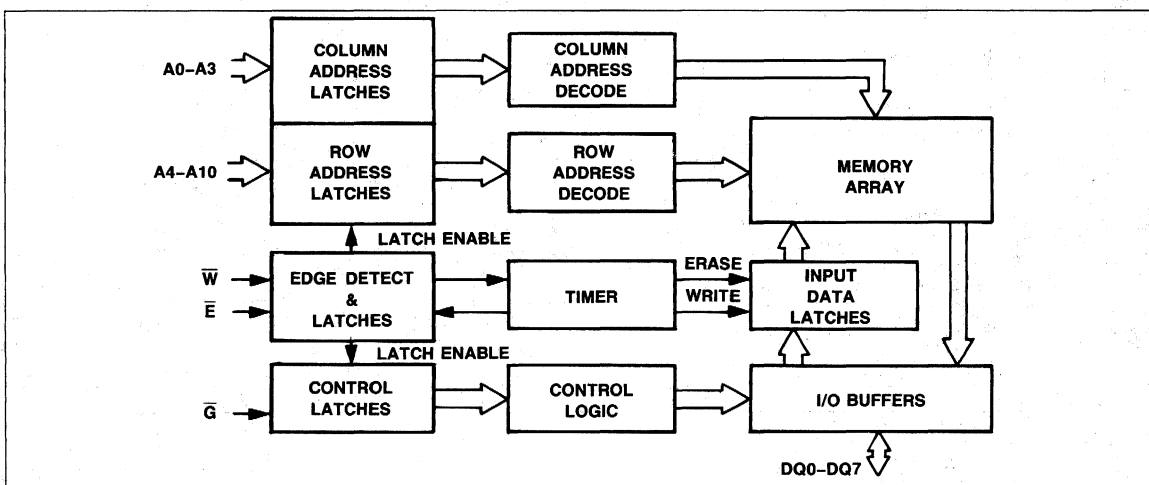 A0–A3
COLUMN
ADDRESS
LATCHES
COLUMN
ADDRESS
DECODE
A4–A10
ROW
ADDRESS
LATCHES
ROW
ADDRESS
DECODE
MEMORY
ARRAY
LATCH ENABLE
W̅
E̅
EDGE DETECT
&
LATCHES
TIMER
ERASE
WRITE
INPUT
DATA
LATCHES
LATCH ENABLE
G̅
CONTROL
LATCHES
CONTROL
LOGIC
I/O BUFFERS
DQ0–DQ7